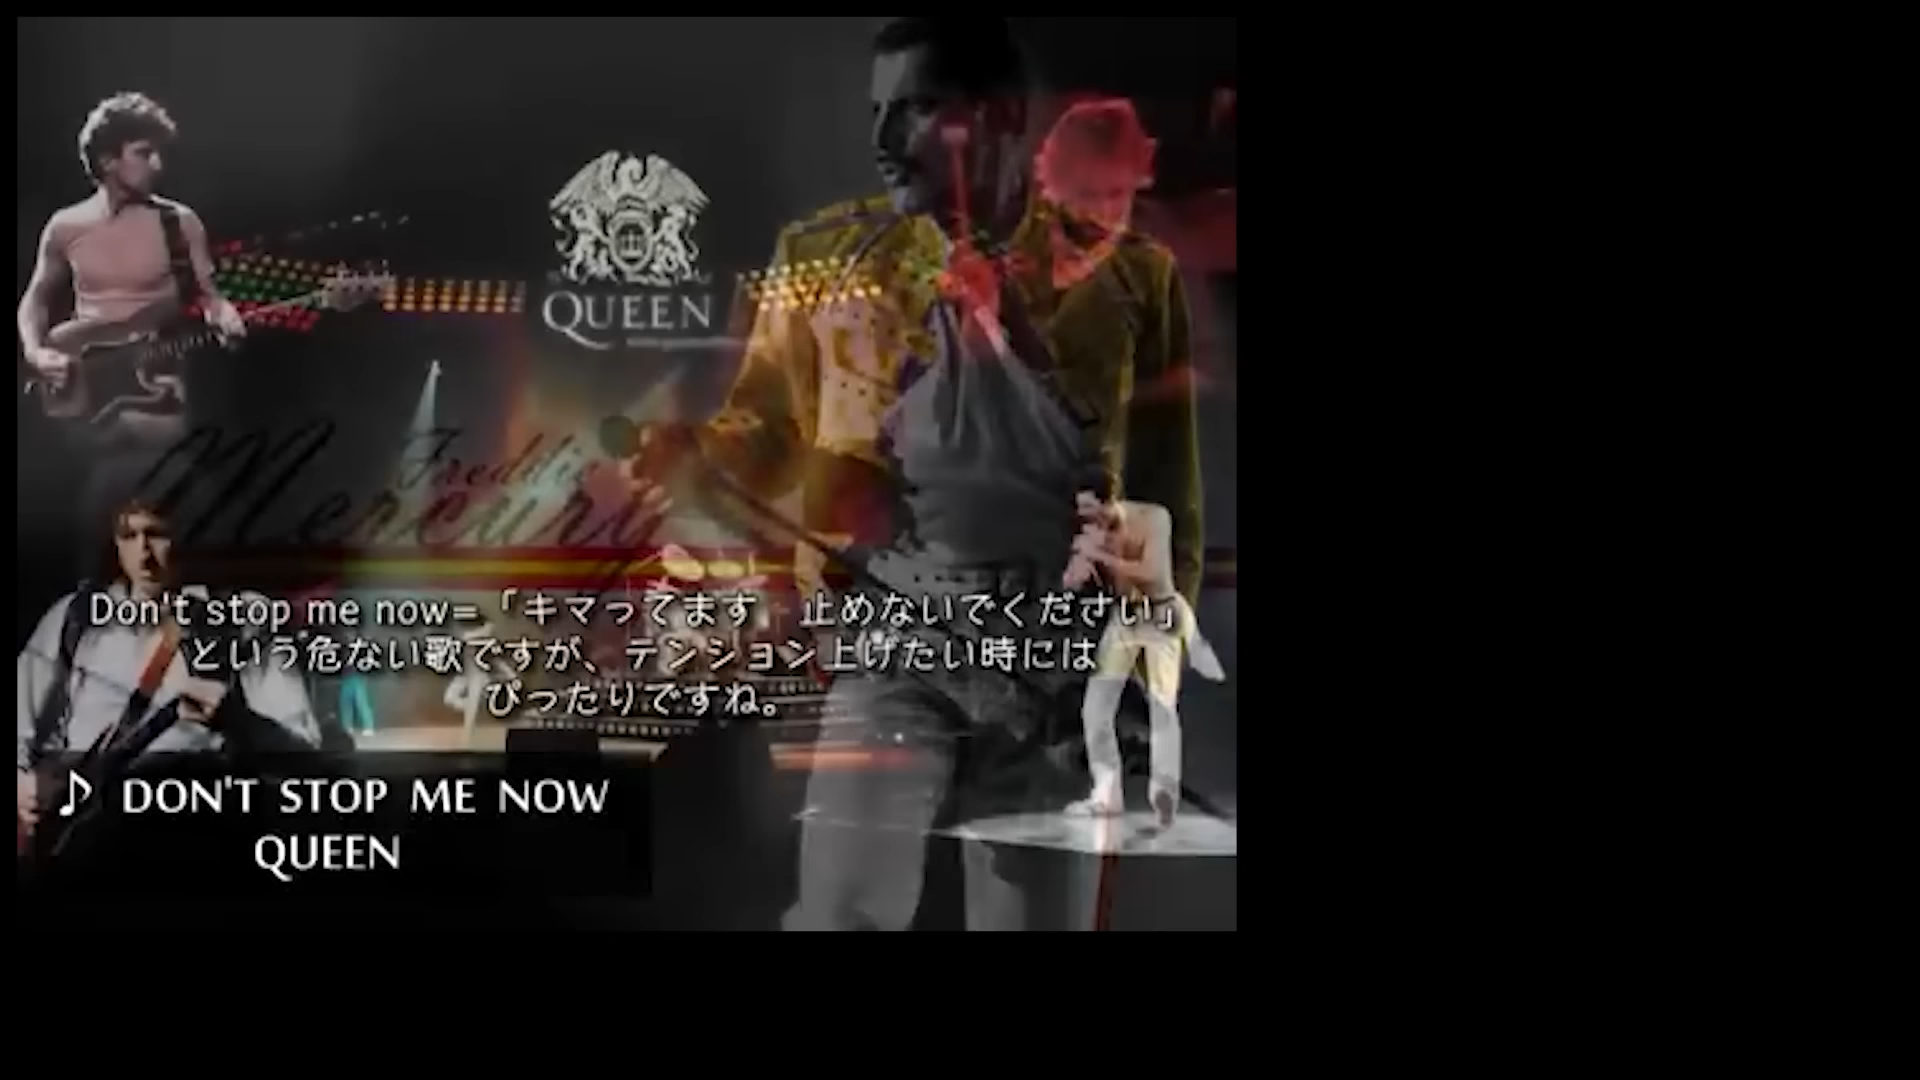 QUEEN
Freddie
Mercury
Don't stop me now=「キマってます　止めないでください」
という危ない歌ですが、テンション上げたい時には
ぴったりですね。
♪ DON'T STOP ME NOW
QUEEN